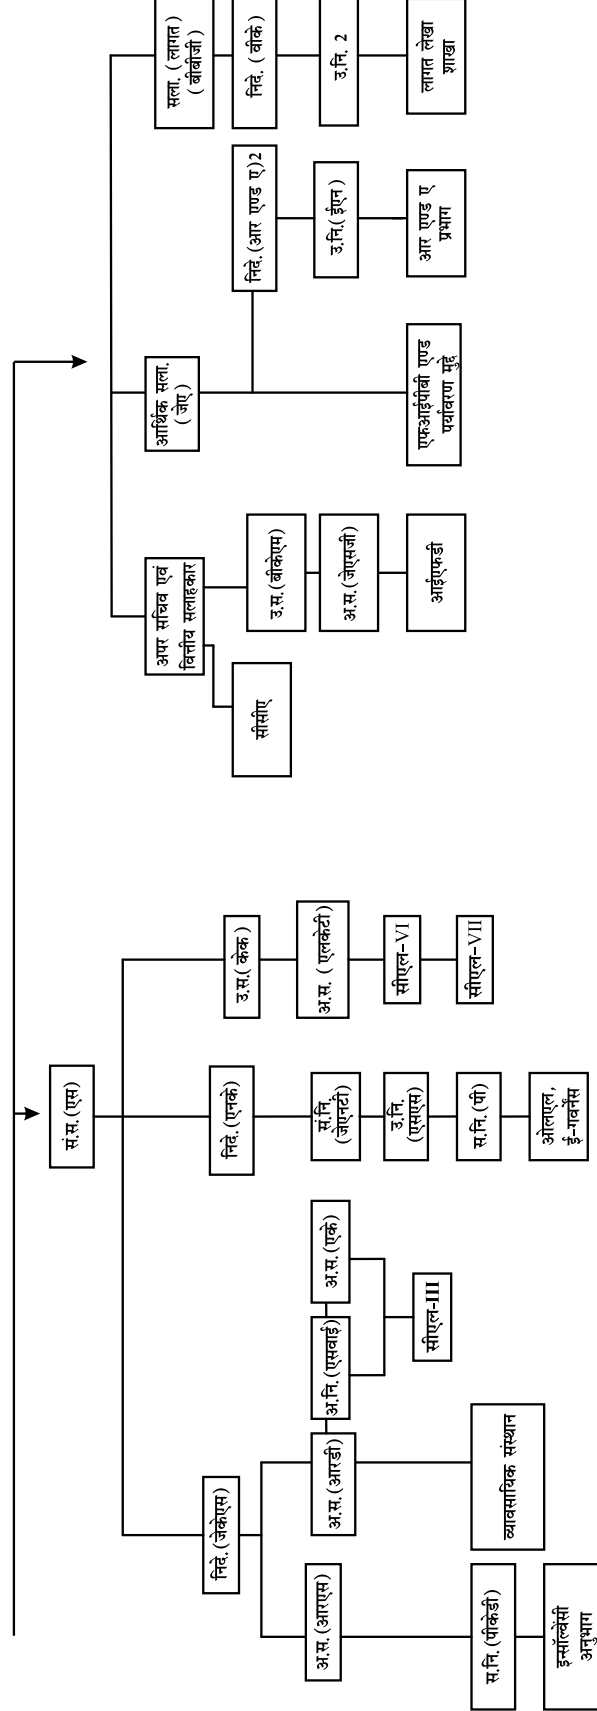 सं.स.(एस)
निदे.(जेकेएस)
अ.स.(आरएस)
स.नि.(पीकेडी)
इन्सॉल्वेंसी
अनुभाग
अ.स.(आरडी)
व्यावसायिक संस्थान
अ.नि.(एसवाई)
अ.स.(एके)
सीएल-III
निदे.(एनके)
सं.नि.
(जेएनटी)
उ.नि.
(एसएस)
स.नि.(पी)
ओलएल,
ई-गवर्नेंस
उ.स.(केक)
अ.स. (एलकेटी)
सीएल-VI
सीएल-VII
अपर सचिव एवं
वित्तीय सलाहकार
सीसीए
उ.स.(बीकेएम)
अ.स.(जेएसजी)
आईएफडी
आर्थिक सला.
(जेए)
एफआईपीबी एण्ड
पर्यावरण मुद्दे
निदे.(आर एण्ड ए)2
उ.नि.(ईएन)
आर एण्ड ए
प्रभाग
सला.(लागत)
(बीबीजी)
निदे. (बीके)
उ.नि. 2
लागत लेखा
शाखा